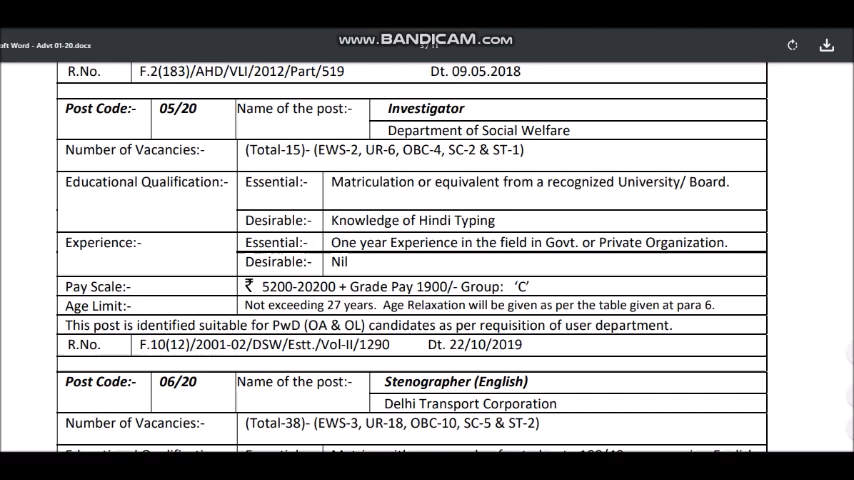 www.BANDICAM.com
oft Word - Advt 01-20.docx
R.No. F.2(183)/AHD/VLI/2012/Part/519 Dt. 09.05.2018
Post Code:- 05/20 Name of the post:- Investigator
Department of Social Welfare
Number of Vacancies:- (Total-15)- (EWS-2, UR-6, OBC-4, SC-2 & ST-1)
Educational Qualification:- Essential:- Matriculation or equivalent from a recognized University/ Board.
Desirable:- Knowledge of Hindi Typing
Experience:- Essential:- One year Experience in the field in Govt. or Private Organization.
Desirable:- Nil
Pay Scale:- ₹ 5200-20200 + Grade Pay 1900/- Group: ‘C’
Age Limit:- Not exceeding 27 years. Age Relaxation will be given as per the table given at para 6.
This post is identified suitable for PwD (OA & OL) candidates as per requisition of user department.
R.No. F.10(12)/2001-02/DSW/Estt./Vol-II/1290 Dt. 22/10/2019
Post Code:- 06/20 Name of the post:- Stenographer (English)
Delhi Transport Corporation
Number of Vacancies:- (Total-38)- (EWS-3, UR-18, OBC-10, SC-5 & ST-2)